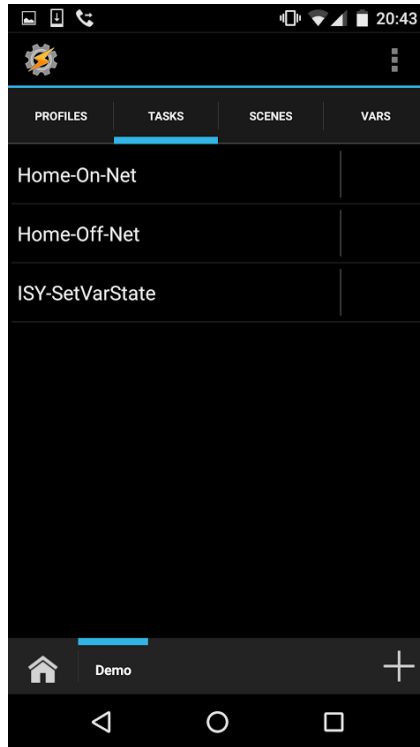 20:43
PROFILES TASKS SCENES VARS
Home-On-Net
Home-Off-Net
ISY-SetVarState
Demo